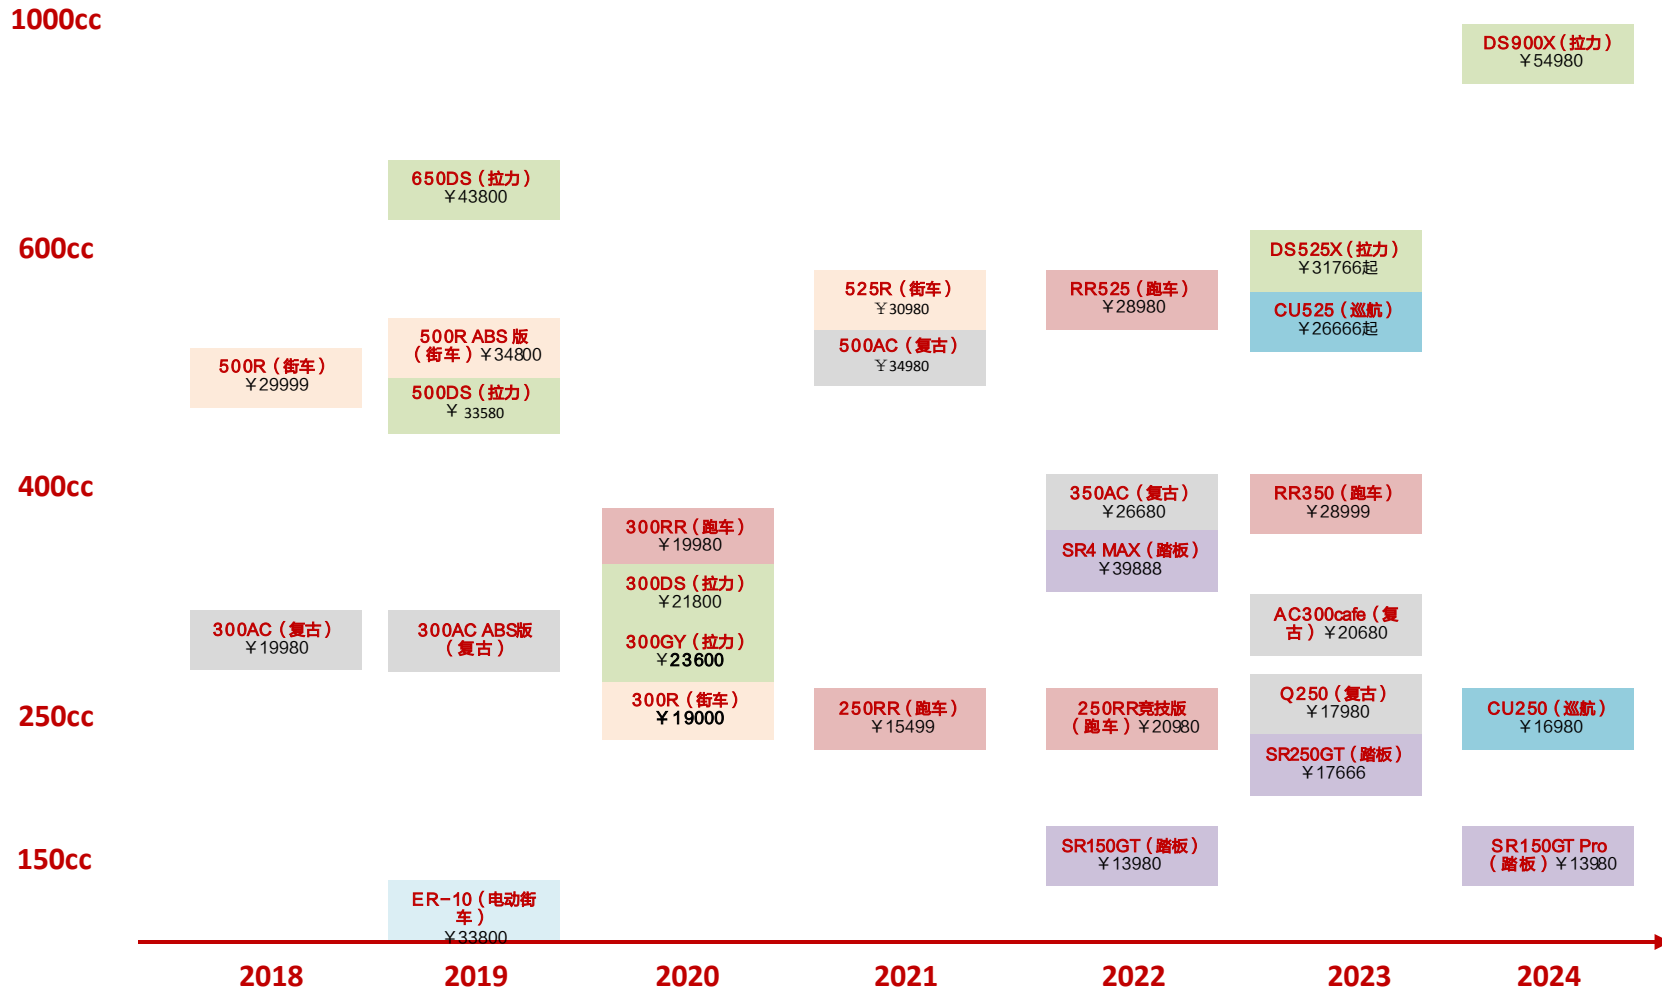 1000cc
DS900X（拉力）
￥54980
650DS（拉力）
￥43800
600cc
DS525X（拉力）
￥31766起
525R（街车）
￥30980
RR525（跑车）
￥28980
CU525（巡航）
￥26666起
500R（街车）
￥29999
500R ABS 版
（街车）￥34800
500DS（拉力）
￥ 33580
500AC（复古）
￥34980
400cc
350AC（复古）
￥26680
RR350（跑车）
￥28999
300RR（跑车）
￥19980
SR4 MAX（踏板）
￥39888
300DS（拉力）
￥21800
300AC（复古）
￥19980
300AC ABS版
（复古）
300GY（拉力）
￥23600
AC300cafe（复
古）￥20680
250cc
300R（街车）
￥19000
250RR（跑车）
￥15499
250RR竞技版
（跑车）￥20980
Q250（复古）
￥17980
CU250（巡航）
￥16980
SR250GT（踏板）
￥17666
150cc
SR150GT（踏板）
￥13980
SR150GT Pro
（踏板）￥13980
ER-10（电动街
车）
￥33800
2018
2019
2020
2021
2022
2023
2024